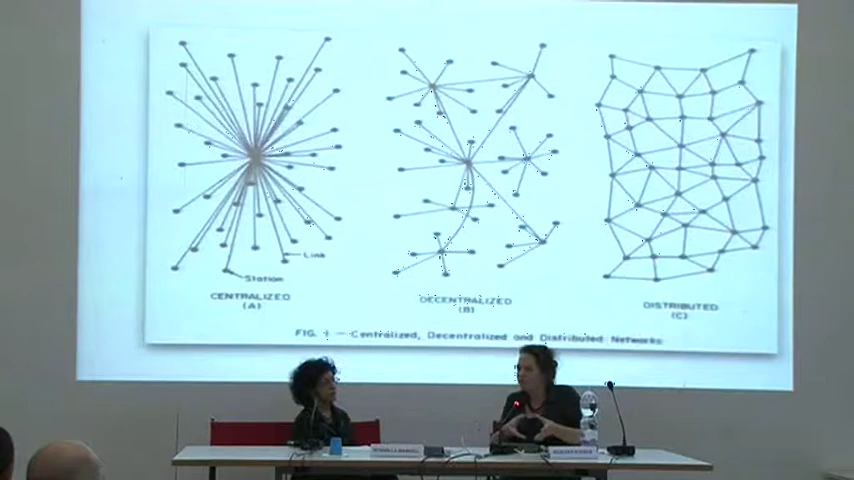 Link
Station
CENTRALIZED
(A)
DECENTRALIZED
(B)
DISTRIBUTED
(C)
FIG. 1 — Centralized, Decentralized and Distributed Networks